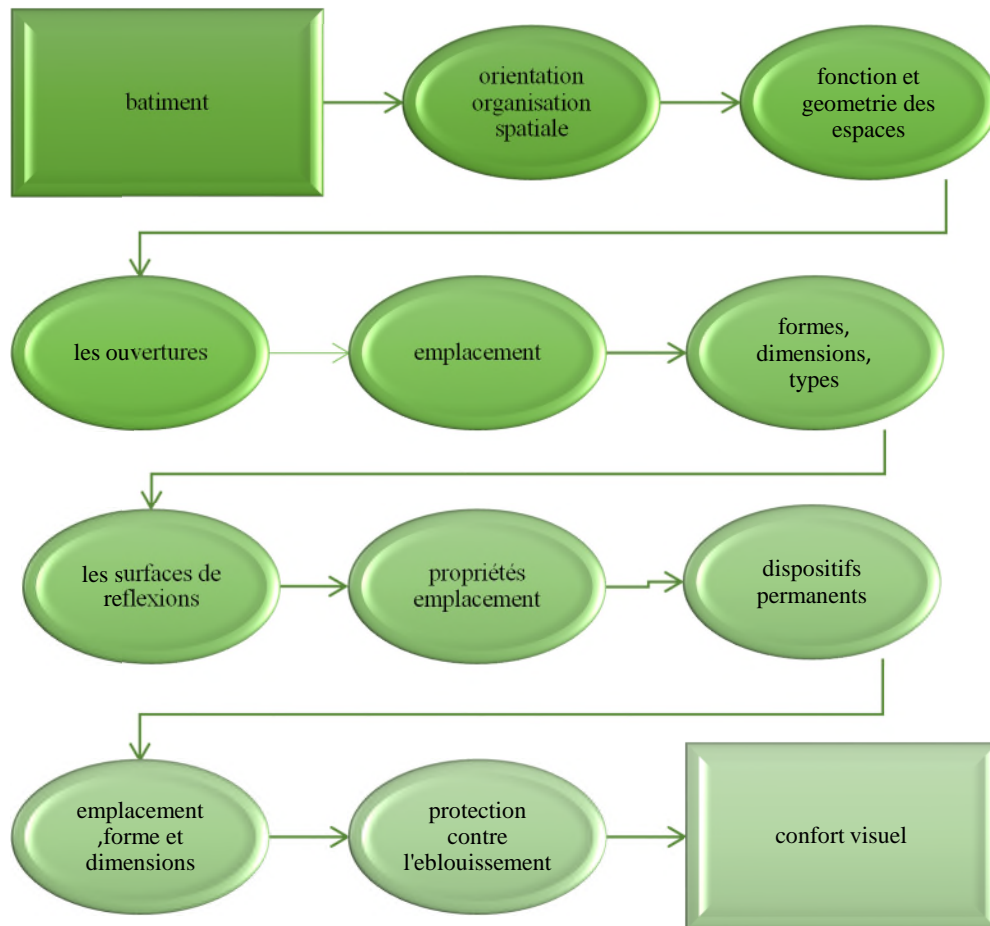 batiment
orientation
organisation
spatiale
fonction et
geometrie des
espaces
les ouvertures
emplacement
formes,
dimensions,
types
les surfaces de
reflexions
propriétés
emplacement
dispositifs
permanents
emplacement
,forme et
dimensions
protection
contre
l'eblouissement
confort visuel